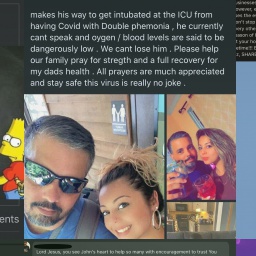 makes his way to get intubated at the ICU from
having Covid with Double phemonia , he currently
cant speak and oygen / blood levels are said to be
dangerously low . We cant lose him . Please help
our family pray for stregth and a full recovery for
my dads health . All prayers are much appreciated
and stay safe this virus is really no joke .
ents
Lord Jesus, you see John's heart to help so many with encouragement to trust You